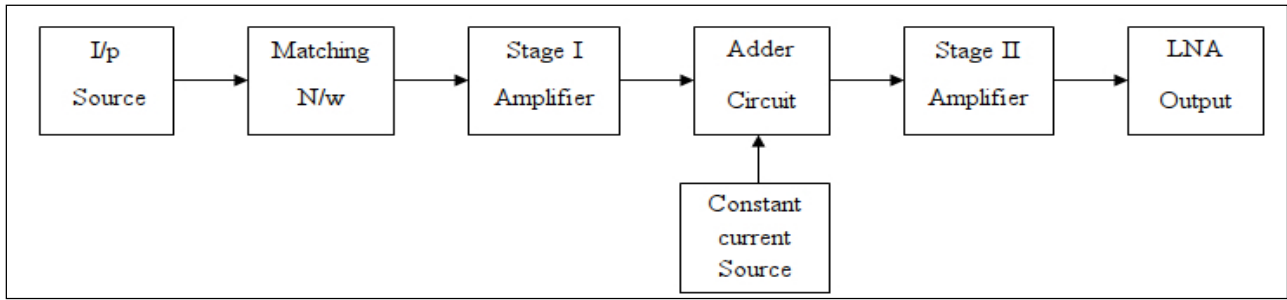 I/p
Source
Matching
N/w
Stage I
Amplifier
Adder
Circuit
Stage II
Amplifier
LNA
Output
Constant
current
Source